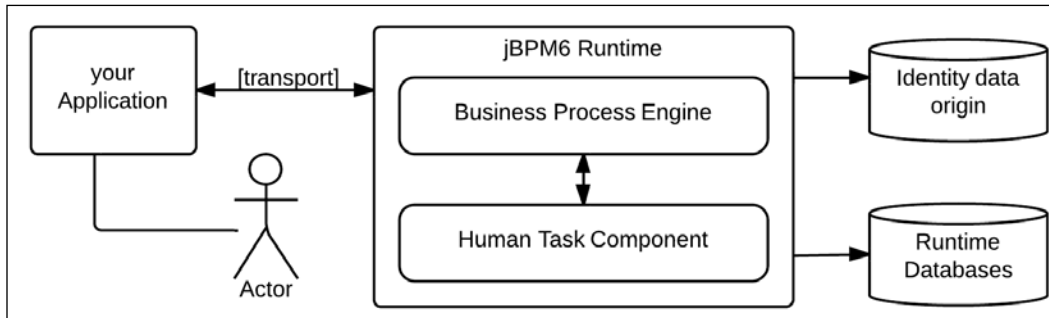 your
Application
[transport]
Actor
jBPM6 Runtime
Business Process Engine
Human Task Component
Identity data
origin
Runtime
Databases